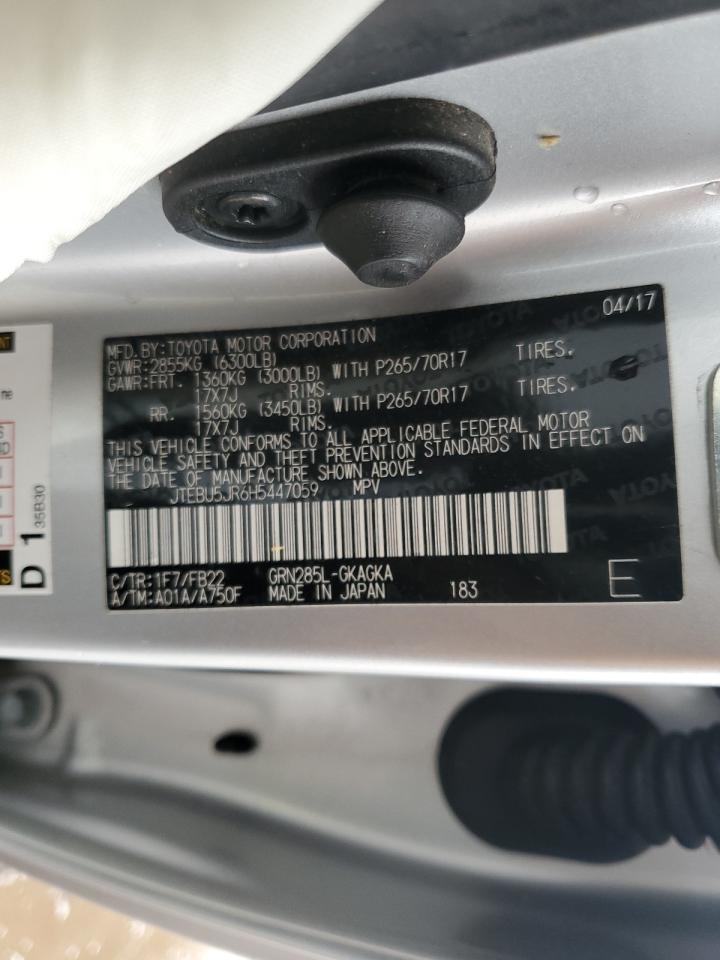 04/17
MFD. BY: TOYOTA MOTOR CORPORATION
GVWR: 2855KG (6300LB)
GAWR: FRT. 1360KG (3000LB) WITH P265/70R17 TIRES.
17X7J RIMS.
RR. 1560KG (3450LB) WITH P265/70R17 TIRES.
17X7J RIMS.
THIS VEHICLE CONFORMS TO ALL APPLICABLE FEDERAL MOTOR
VEHICLE SAFETY AND THEFT PREVENTION STANDARDS IN EFFECT ON
THE DATE OF MANUFACTURE SHOWN ABOVE.
JTEBU5JR6H5447059 MPV
C/TR: 1F7/FB22 GRN285L-GKAGKA
A/TM: A01A/A750F MADE IN JAPAN 183 E
D 1
35B30
TOYOTA